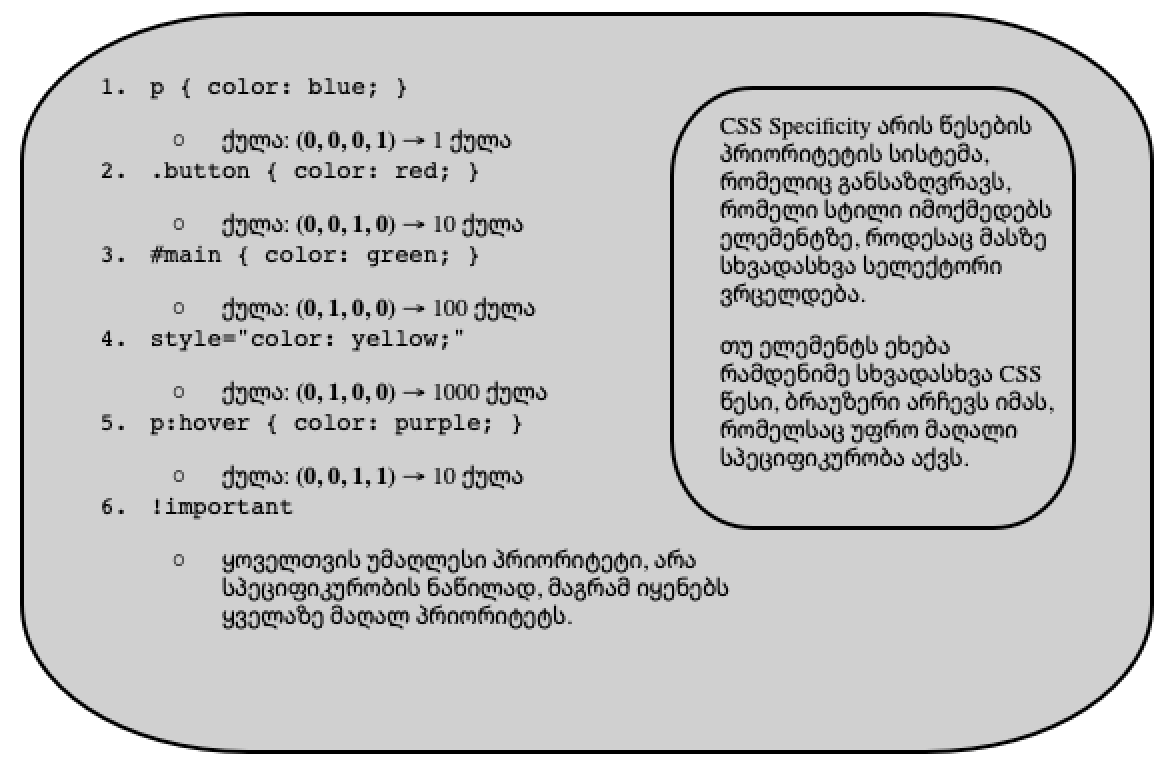 1. p { color: blue; }
○ ქულა: (0, 0, 0, 1) → 1 ქულა
2. .button { color: red; }
○ ქულა: (0, 0, 1, 0) → 10 ქულა
3. #main { color: green; }
○ ქულა: (0, 1, 0, 0) → 100 ქულა
4. style="color: yellow;"
○ ქულა: (0, 1, 0, 0) → 1000 ქულა
5. p:hover { color: purple; }
○ ქულა: (0, 0, 1, 1) → 10 ქულა
6. !important
○ ყოველთვის უმაღლესი პრიორიტეტი, არა
სპეციფიკურობის ნაწილად, მაგრამ იყენებს
ყველაზე მაღალ პრიორიტეტს.
CSS Specificity არის წესების
პრიორიტეტის სისტემა,
რომელიც განსაზღვრავს,
რომელი სტილი იმოქმედებს
ელემენტზე, როდესაც მასზე
სხვადასხვა სელექტორი
ვრცელდება.
თუ ელემენტს ეხება
რამდენიმე სხვადასხვა CSS
წესი, ბრაუზერი არჩევს იმას,
რომელსაც უფრო მაღალი
სპეციფიკურობა აქვს.